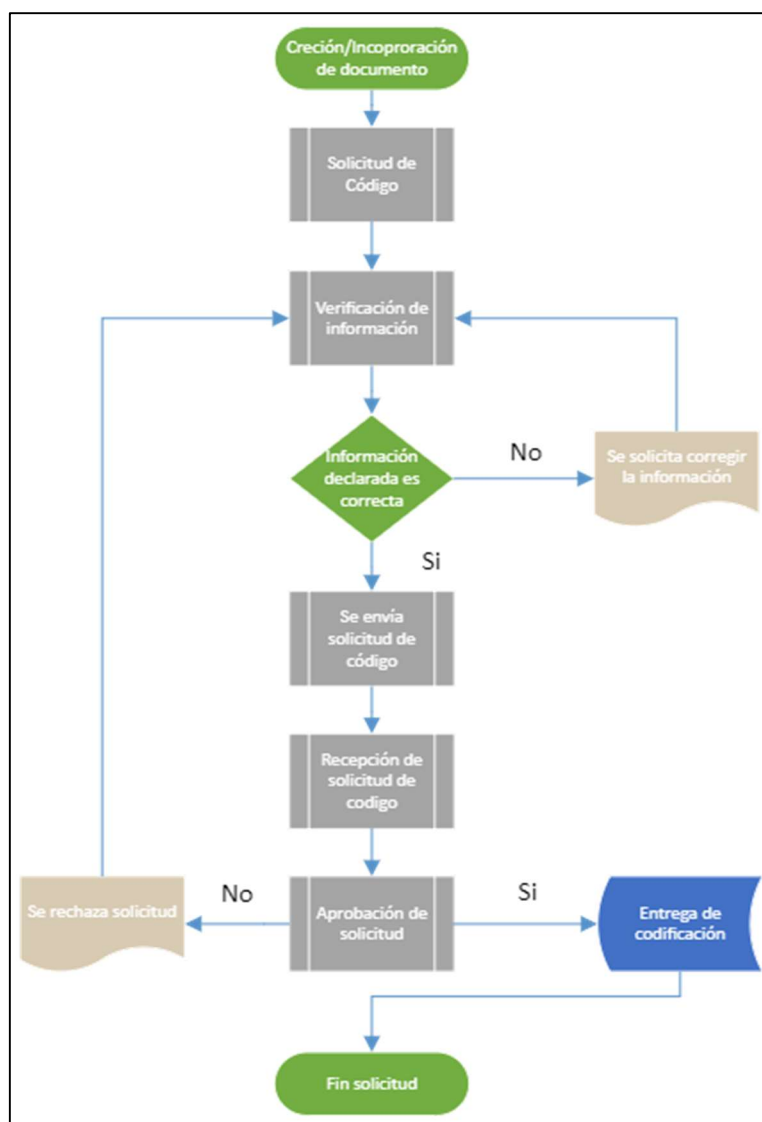 Creción/Incoproración
de documento
Solicitud de
Código
Verificación de
información
Información
declarada es
correcta
No
Se solicita corregir
la información
Si
Se envía
solicitud de
código
Recepción de
solicitud de
codigo
Se rechaza solicitud
No
Aprobación de
solicitud
Si
Entrega de
codificación
Fin solicitud